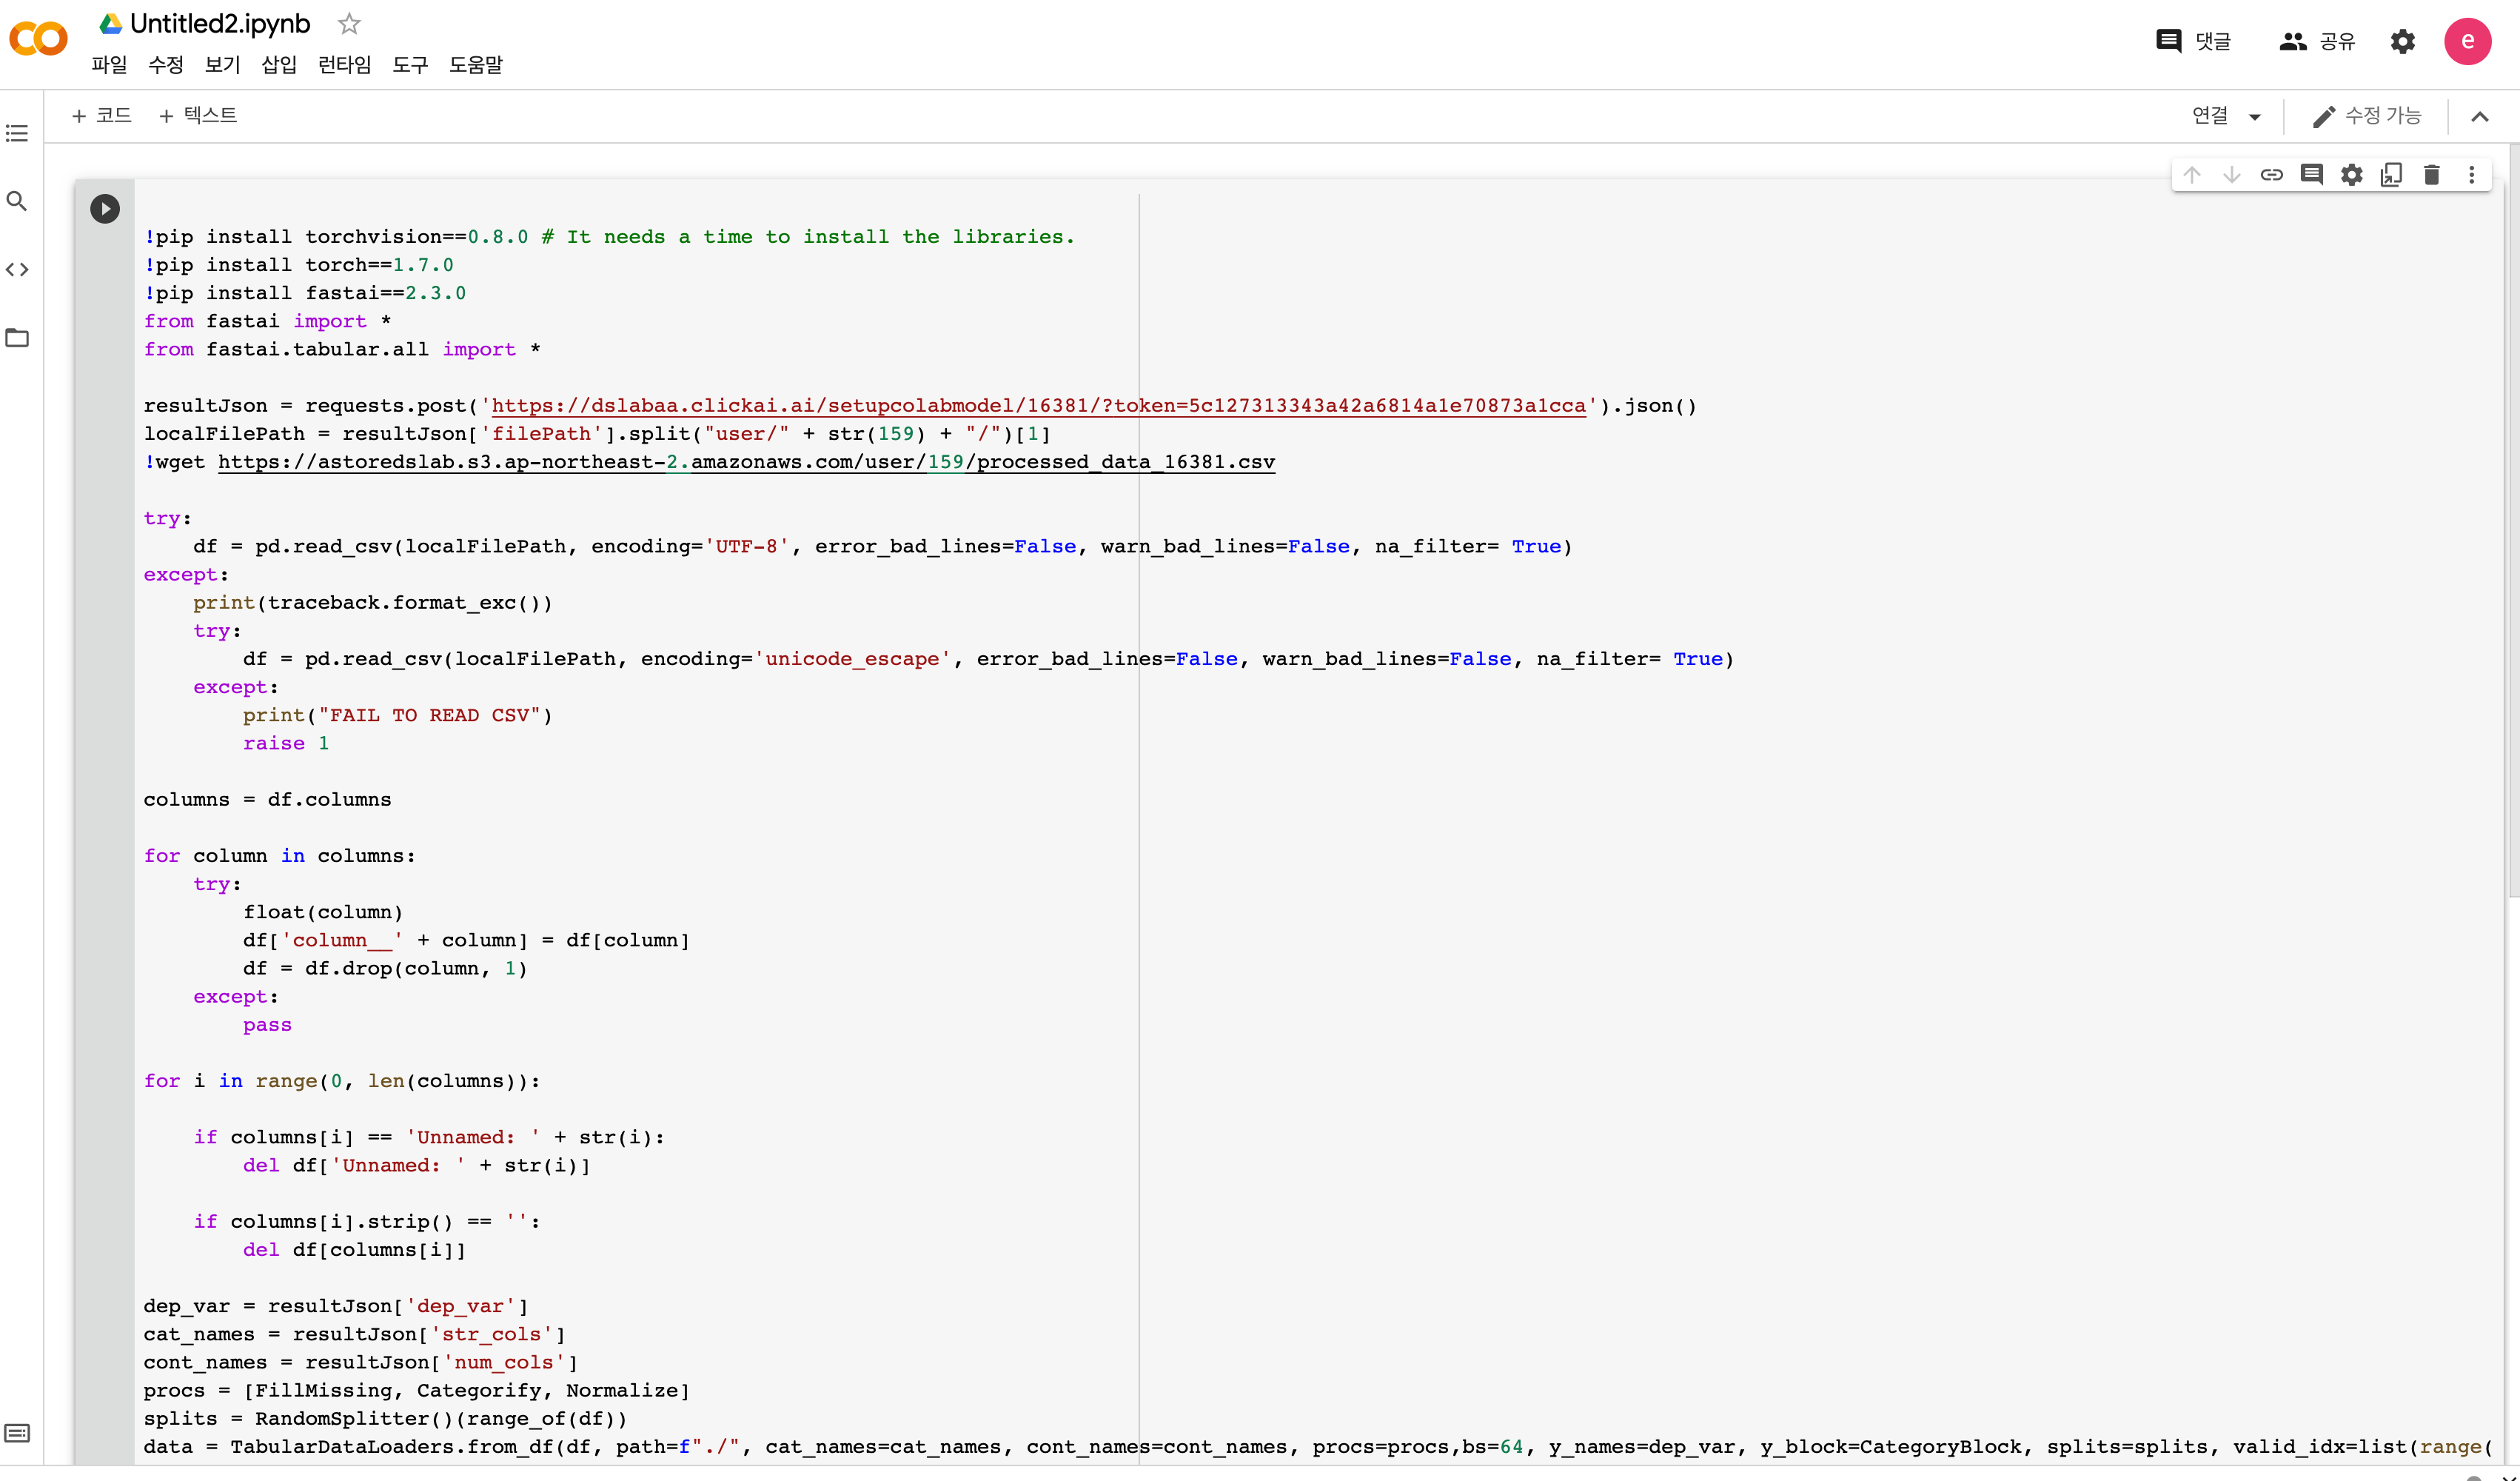 Untitled2.ipynb
파일 수정 보기 삽입 런타임 도구 도움말
댓글 공유 e
+ 코드 + 텍스트
연결 수정 가능
!pip install torchvision==0.8.0 # It needs a time to install the libraries.
!pip install torch==1.7.0
!pip install fastai==2.3.0
from fastai import *
from fastai.tabular.all import *
resultJson = requests.post('https://dslabaa.clickai.ai/setupcolabmodel/16381/?token=5c127313343a42a6814a1e70873a1cca').json()
localFilePath = resultJson['filePath'].split("user/" + str(159) + "/")[1]
!wget https://astoredslab.s3.ap-northeast-2.amazonaws.com/user/159/processed_data_16381.csv
try:
    df = pd.read_csv(localFilePath, encoding='UTF-8', error_bad_lines=False, warn_bad_lines=False, na_filter= True)
except:
    print(traceback.format_exc())
    try:
        df = pd.read_csv(localFilePath, encoding='unicode_escape', error_bad_lines=False, warn_bad_lines=False, na_filter= True)
    except:
        print("FAIL TO READ CSV")
        raise 1
columns = df.columns
for column in columns:
    try:
        float(column)
        df['column__' + column] = df[column]
        df = df.drop(column, 1)
    except:
        pass
for i in range(0, len(columns)):
    if columns[i] == 'Unnamed: ' + str(i):
        del df['Unnamed: ' + str(i)]
    if columns[i].strip() == '':
        del df[columns[i]]
dep_var = resultJson['dep_var']
cat_names = resultJson['str_cols']
cont_names = resultJson['num_cols']
procs = [FillMissing, Categorify, Normalize]
splits = RandomSplitter()(range_of(df))
data = TabularDataLoaders.from_df(df, path=f"./", cat_names=cat_names, cont_names=cont_names, procs=procs,bs=64, y_names=dep_var, y_block=CategoryBlock, splits=splits, valid_idx=list(range(